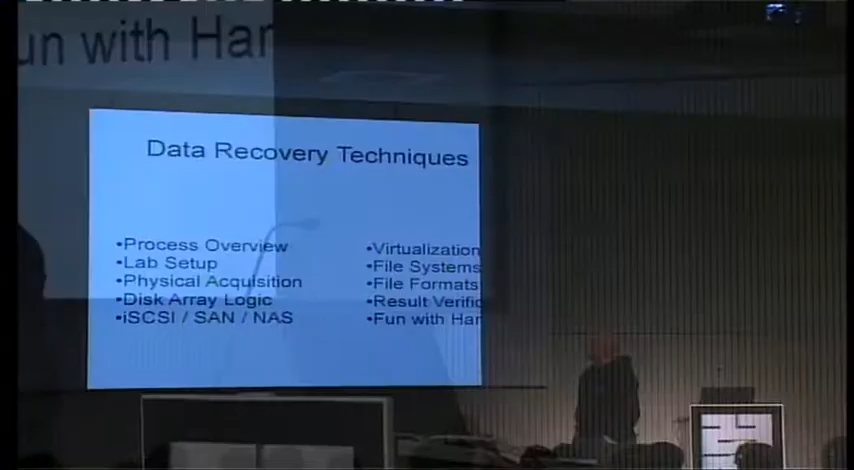 un with Har
Data Recovery Techniques
•Process Overview
•Lab Setup
•Physical Acquisition
•Disk Array Logic
•iSCSI / SAN / NAS
•Virtualization
•File Systems
•File Formats
•Result Verific
•Fun with Har